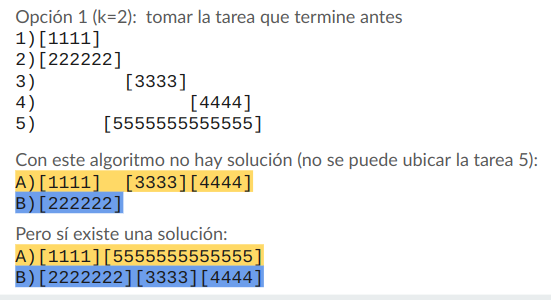 Opción 1 (k=2): tomar la tarea que termine antes
1)[1111]
2)[222222]
3)        [3333]
4)              [4444]
5)      [5555555555555]
Con este algoritmo no hay solución (no se puede ubicar la tarea 5):
A)[1111]  [3333][4444]
B)[222222]
Pero sí existe una solución:
A)[1111][5555555555555]
B)[2222222][3333][4444]